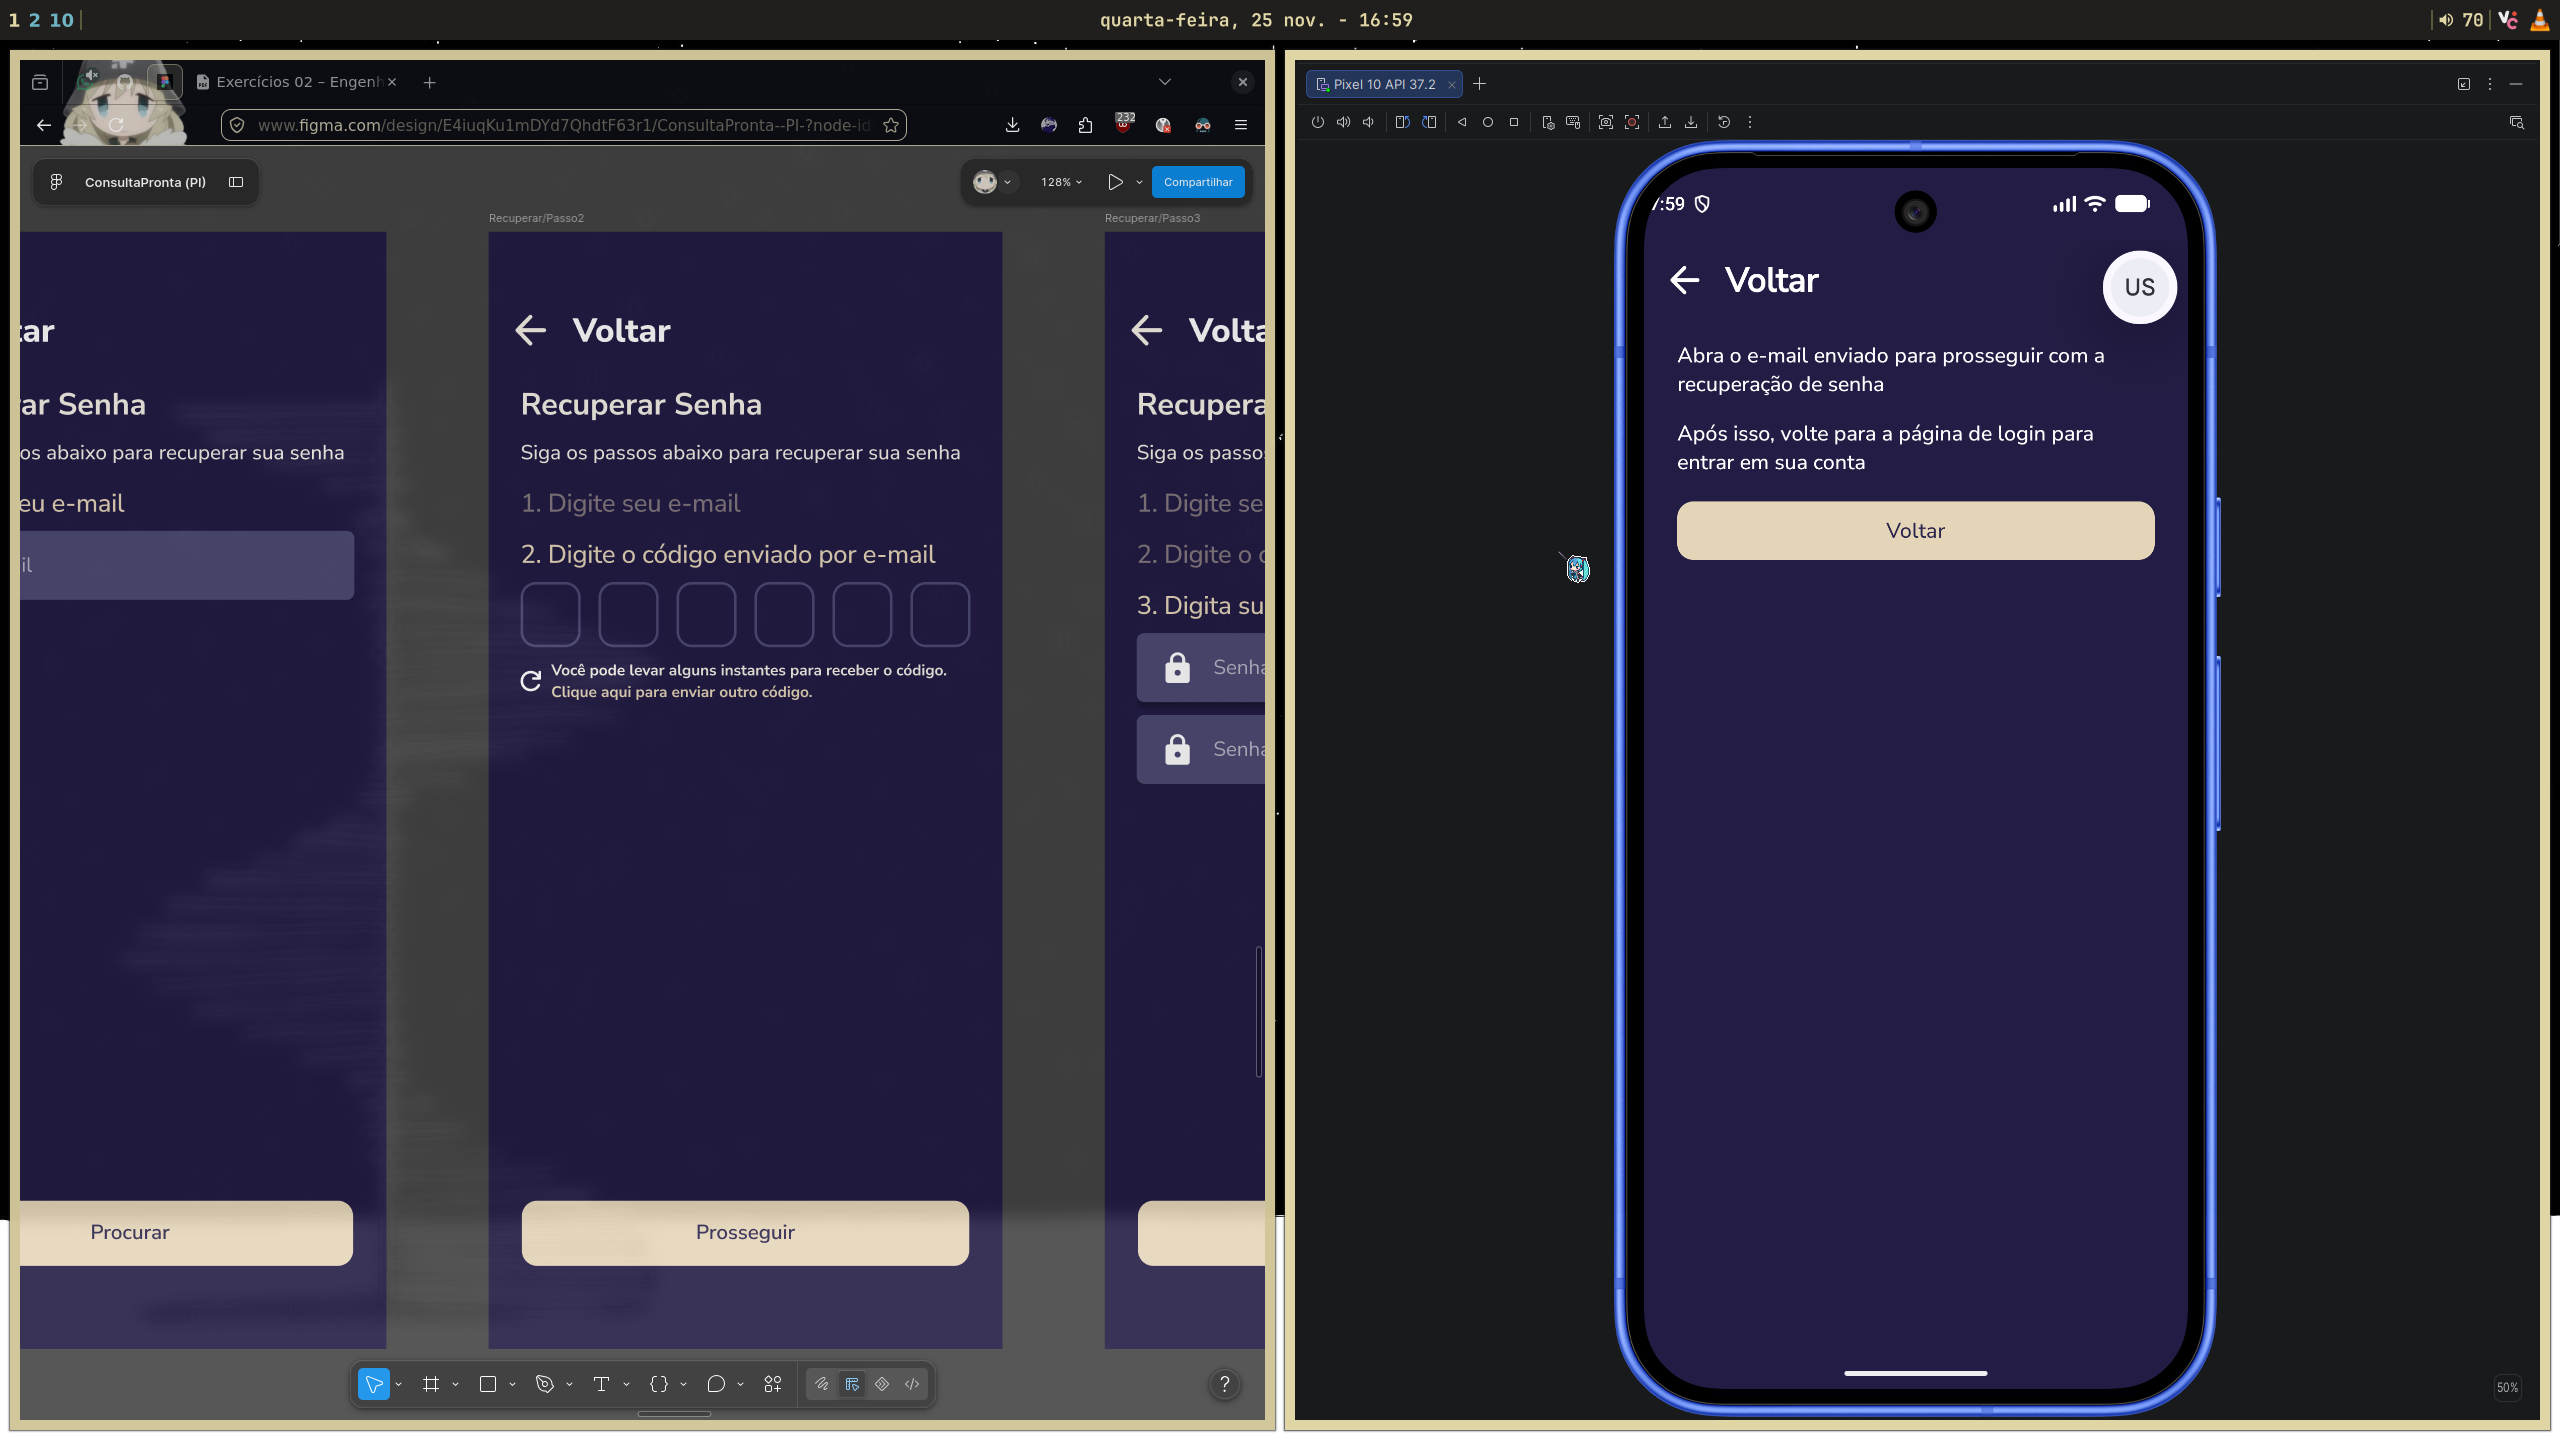 1 2 10
quarta-feira, 25 nov. - 16:59
70
Exercícios 02 – Engenh
www.figma.com/design/E4iuqKu1mDYd7QhdtF63r1/ConsultaPronta--PI-?node-id
232
ConsultaPronta (PI)
128%
Compartilhar
Recuperar/Passo2
Recuperar/Passo3
tar
ar Senha
os abaixo para recuperar sua senha
eu e-mail
il
Procurar
Voltar
Recuperar Senha
Siga os passos abaixo para recuperar sua senha
1. Digite seu e-mail
2. Digite o código enviado por e-mail
Você pode levar alguns instantes para receber o código.
Clique aqui para enviar outro código.
Prosseguir
Volta
Recupera
Siga os passo
1. Digite se
2. Digite o c
3. Digita su
Senha
Senha
?
Pixel 10 API 37.2
7:59
Voltar
US
Abra o e-mail enviado para prosseguir com a
recuperação de senha
Após isso, volte para a página de login para
entrar em sua conta
Voltar
50%